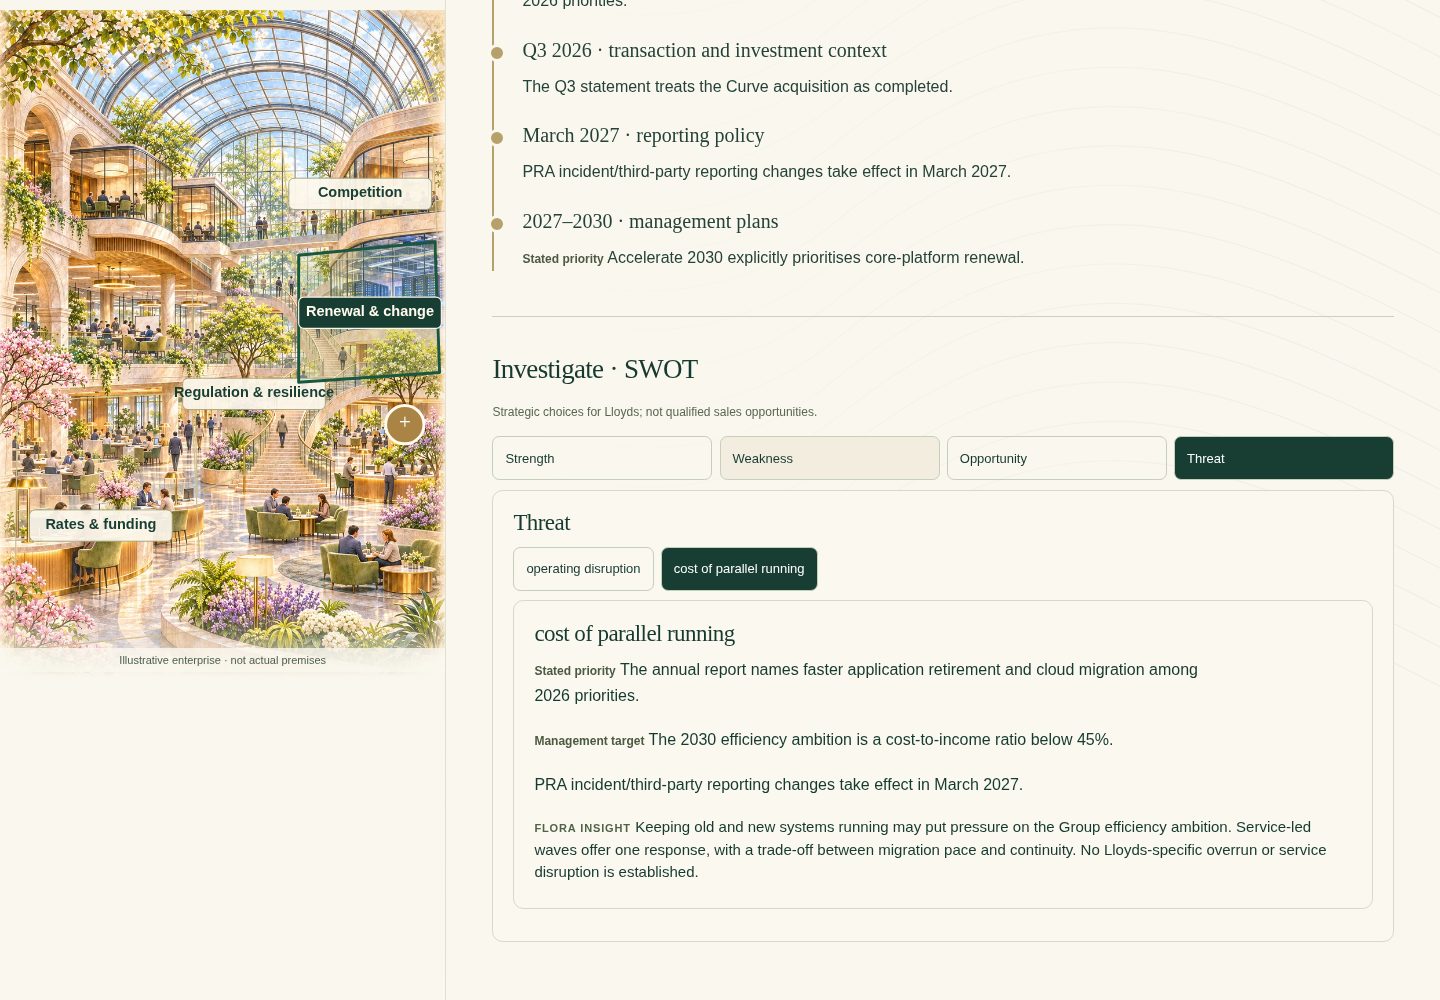 Competition
Renewal & change
Regulation & resilience
+
Rates & funding
Illustrative enterprise · not actual premises
2026 priorities.
Q3 2026 · transaction and investment context
The Q3 statement treats the Curve acquisition as completed.
March 2027 · reporting policy
PRA incident/third-party reporting changes take effect in March 2027.
2027–2030 · management plans
Stated priority Accelerate 2030 explicitly prioritises core-platform renewal.
Investigate · SWOT
Strategic choices for Lloyds; not qualified sales opportunities.
Strength
Weakness
Opportunity
Threat
Threat
operating disruption
cost of parallel running
cost of parallel running
Stated priority The annual report names faster application retirement and cloud migration among
2026 priorities.
Management target The 2030 efficiency ambition is a cost-to-income ratio below 45%.
PRA incident/third-party reporting changes take effect in March 2027.
FLORA INSIGHT Keeping old and new systems running may put pressure on the Group efficiency ambition. Service-led
waves offer one response, with a trade-off between migration pace and continuity. No Lloyds-specific overrun or service
disruption is established.